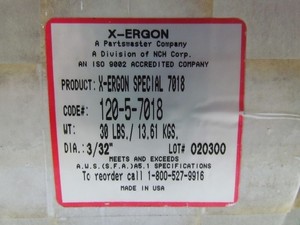 X-ERGON
A Partsmaster Company
A Division of NCH Corp.
AN ISO 9002 ACCREDITED COMPANY
PRODUCT: X-ERGON SPECIAL 7018
CODE#: 120-5-7018
WT: 30 LBS./ 13.61 KGS.
DIA.: 3/32" LOT# 020300
MEETS AND EXCEEDS
A.W.S.(S.F.A.)A5.1 SPECIFICATIONS
To reorder call 1-800-527-9916
MADE IN USA